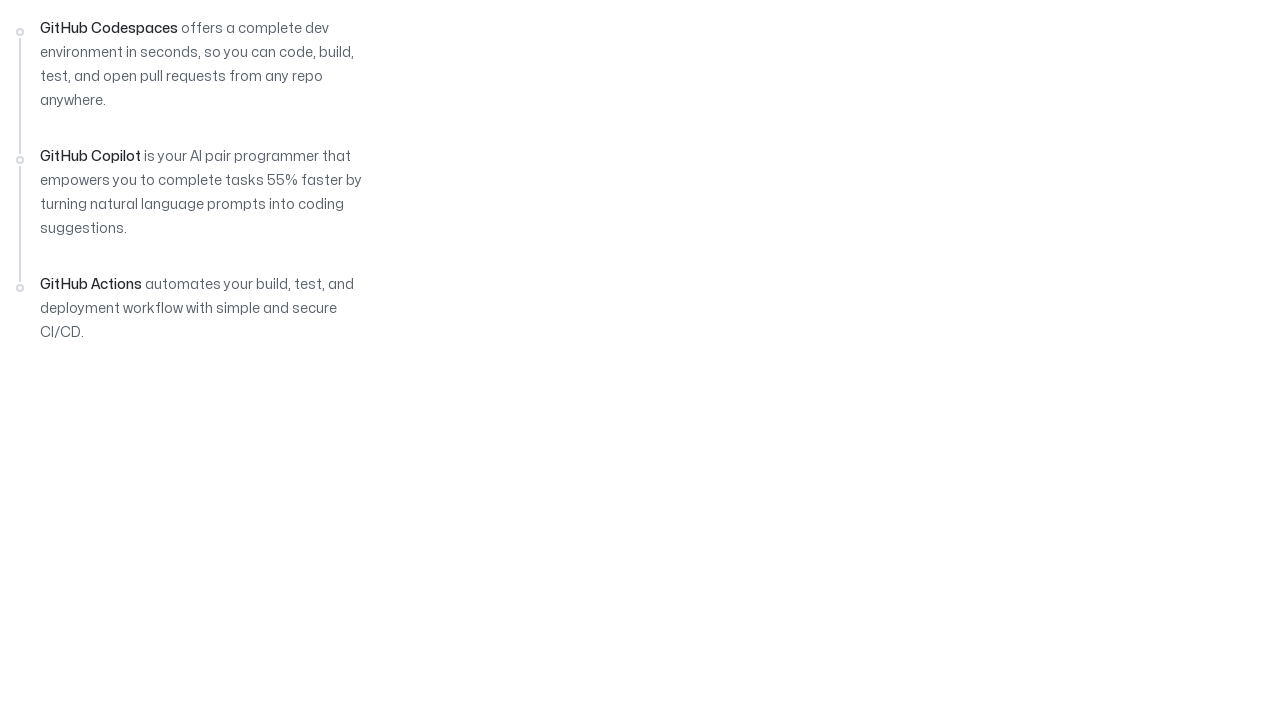 GitHub Codespaces offers a complete dev
environment in seconds, so you can code, build,
test, and open pull requests from any repo
anywhere.
GitHub Copilot is your AI pair programmer that
empowers you to complete tasks 55% faster by
turning natural language prompts into coding
suggestions.
GitHub Actions automates your build, test, and
deployment workflow with simple and secure
CI/CD.